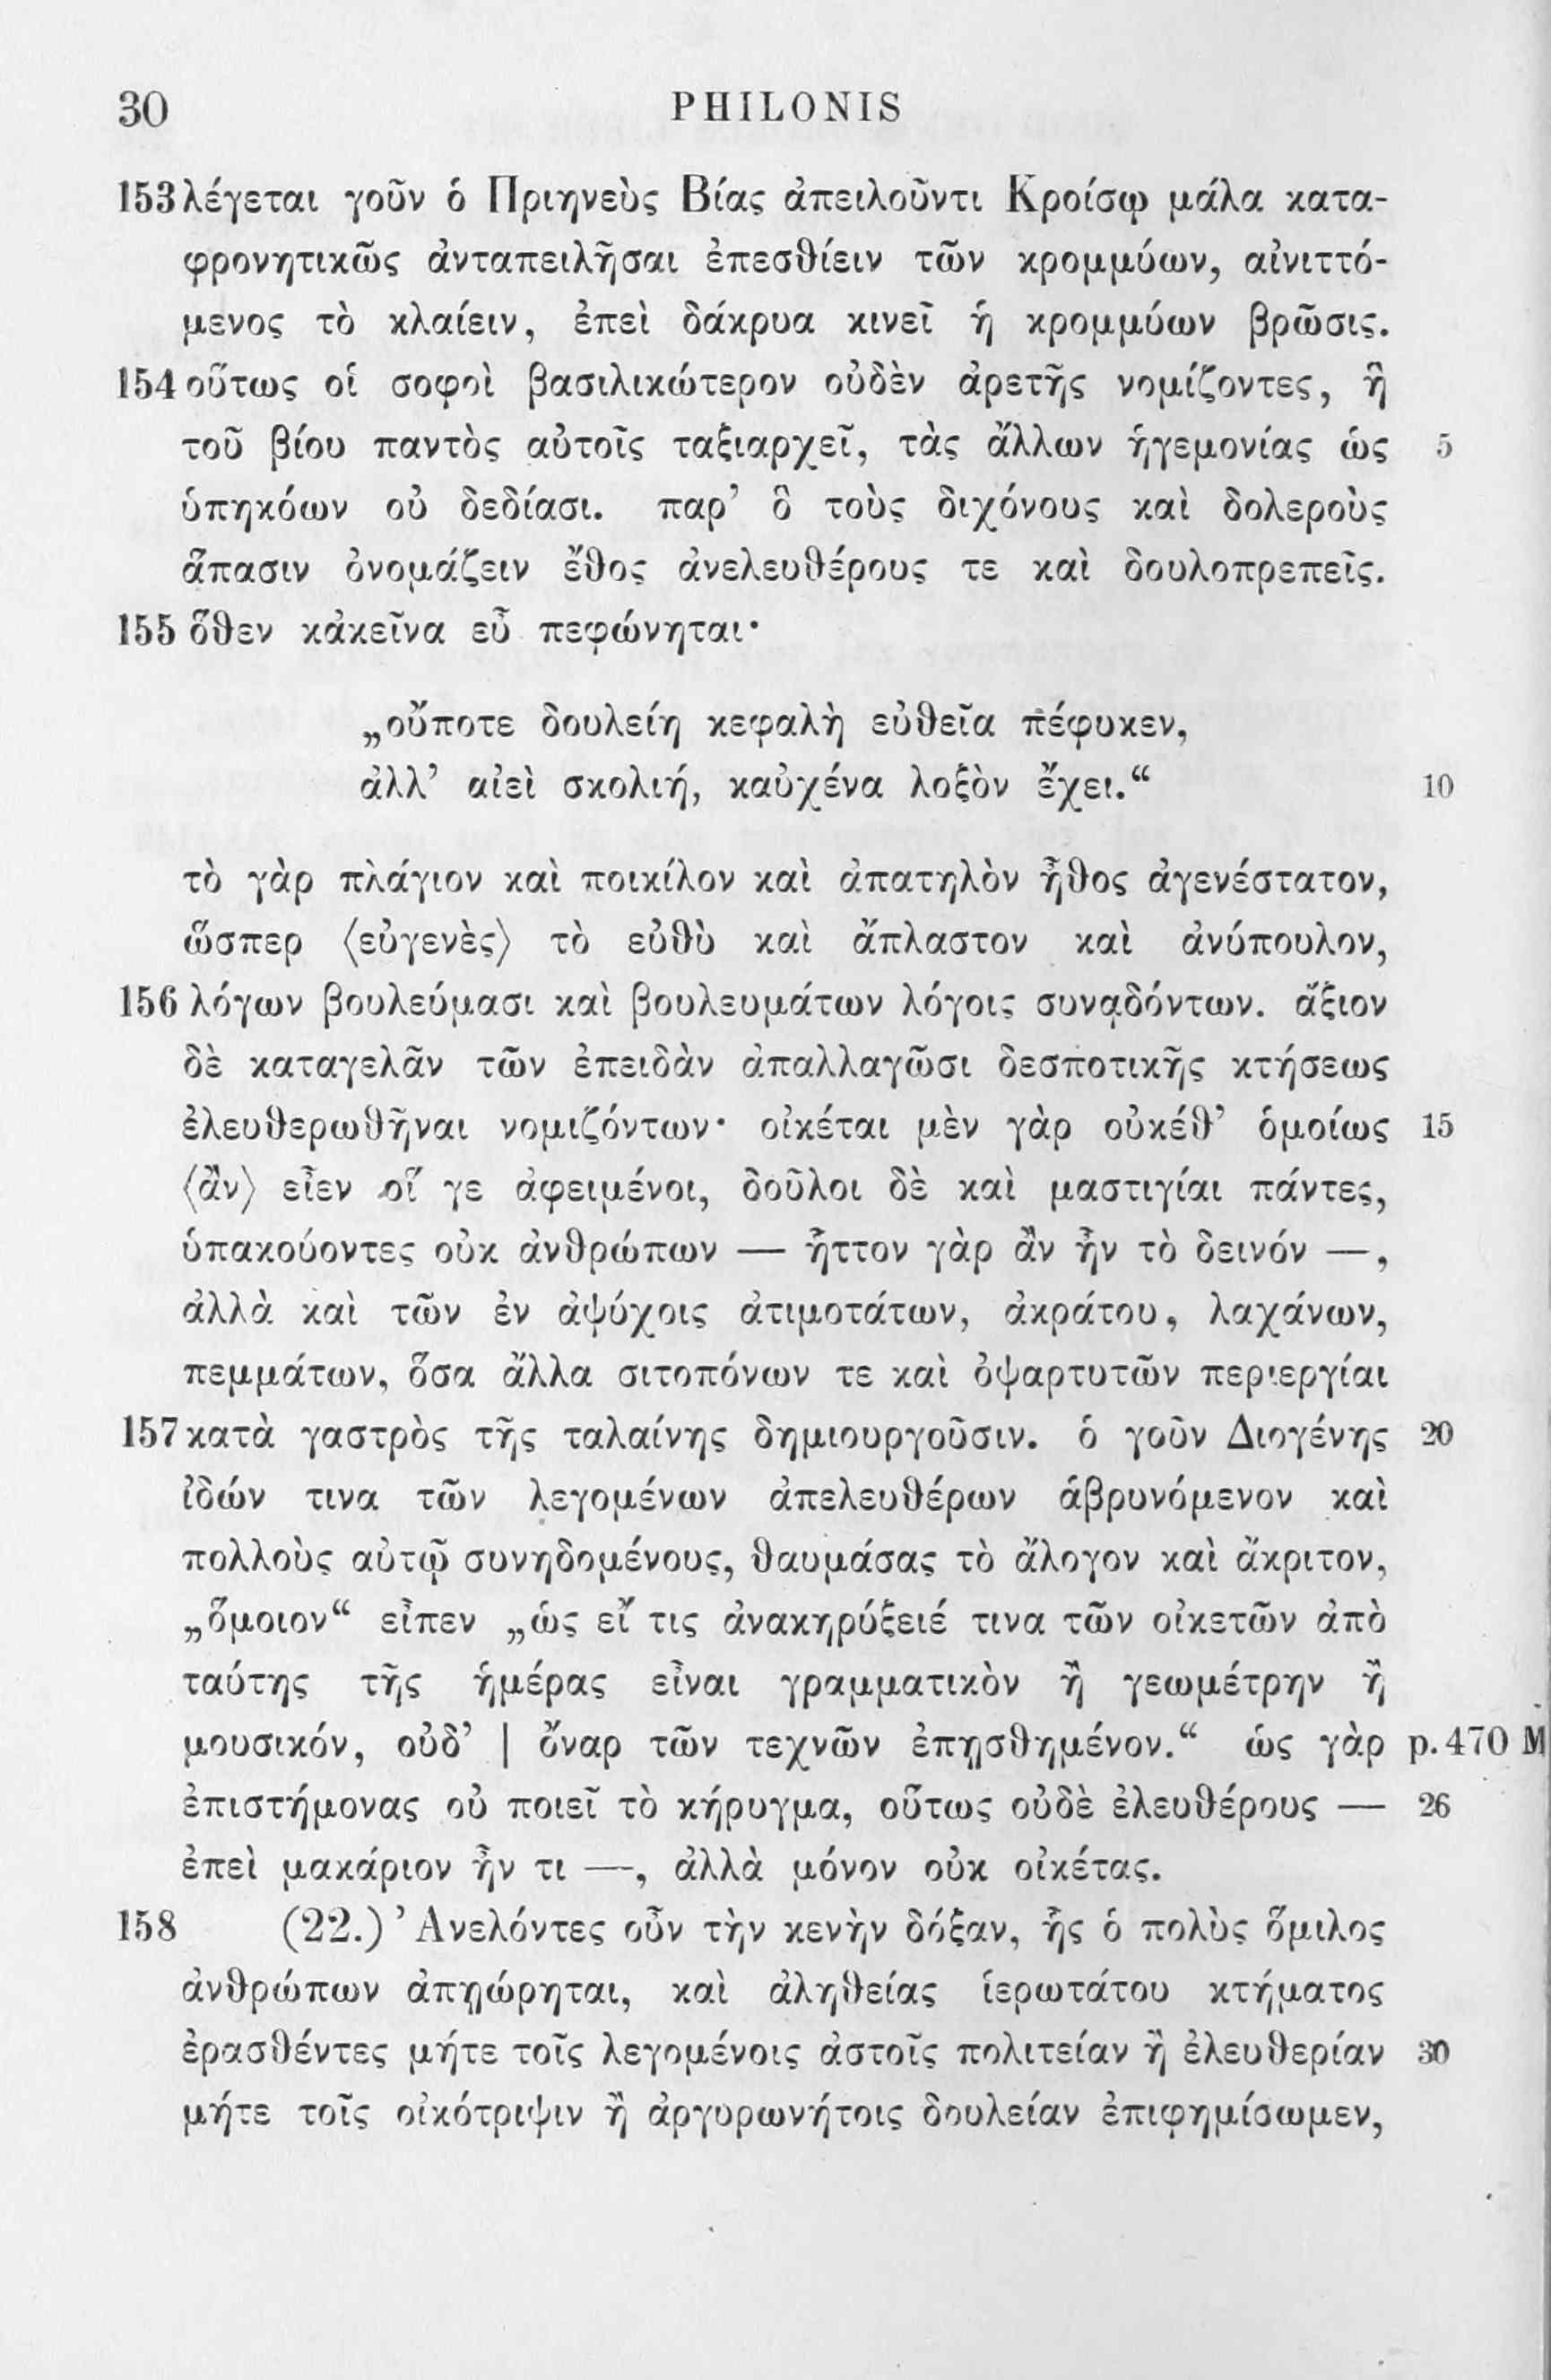 30 PHILONIS
153 λέγεται γοῦν ὁ Πριηνεὺς Βίας ἀπειλοῦντι Κροίσῳ μάλα κατα-
φρονητικῶς ἀνταπειλῆσαι ἐπεσθίειν τῶν κρομμύων, αἰνιττό-
μενος τὸ κλαίειν, ἐπεὶ δάκρυα κινεῖ ἡ κρομμύων βρῶσις.
154 οὕτως οἱ σοφοὶ βασιλικώτερον οὐδὲν ἀρετῆς νομίζοντες, ἣ
τοῦ βίου παντὸς αὐτοῖς ταξιαρχεῖ, τὰς ἄλλων ἡγεμονίας ὡς 5
ὑπηκόων οὐ δεδίασι. παρ’ ὃ τοὺς διχόνους καὶ δολεροὺς
ἅπασιν ὀνομάζειν ἔθος ἀνελευθέρους τε καὶ δουλοπρεπεῖς.
155 ὅθεν κἀκεῖνα εὖ πεφώνηται·
„οὔποτε δουλείη κεφαλὴ εὐθεῖα πέφυκεν,
ἀλλ’ αἰεὶ σκολιή, καὐχένα λοξὸν ἔχει.“ 10
τὸ γὰρ πλάγιον καὶ ποικίλον καὶ ἀπατηλὸν ἦθος ἀγενέστατον,
ὥσπερ ⟨εὐγενὲς⟩ τὸ εὐθὺ καὶ ἄπλαστον καὶ ἀνύπουλον,
156 λόγων βουλεύμασι καὶ βουλευμάτων λόγοις συνᾳδόντων. ἄξιον
δὲ καταγελᾶν τῶν ἐπειδὰν ἀπαλλαγῶσι δεσποτικῆς κτήσεως
ἐλευθερωθῆναι νομιζόντων· οἰκέται μὲν γὰρ οὐκέθ’ ὁμοίως 15
⟨ἂν⟩ εἶεν οἵ γε ἀφειμένοι, δοῦλοι δὲ καὶ μαστιγίαι πάντες,
ὑπακούοντες οὐκ ἀνθρώπων — ἧττον γὰρ ἂν ἦν τὸ δεινόν —,
ἀλλὰ καὶ τῶν ἐν ἀψύχοις ἀτιμοτάτων, ἀκράτου, λαχάνων,
πεμμάτων, ὅσα ἄλλα σιτοπόνων τε καὶ ὀψαρτυτῶν περιεργίαι
157 κατὰ γαστρὸς τῆς ταλαίνης δημιουργοῦσιν. ὁ γοῦν Διογένης 20
ἰδών τινα τῶν λεγομένων ἀπελευθέρων ἁβρυνόμενον καὶ
πολλοὺς αὐτῷ συνηδομένους, θαυμάσας τὸ ἄλογον καὶ ἄκριτον,
„ὅμοιον“ εἶπεν „ὡς εἴ τις ἀνακηρύξειέ τινα τῶν οἰκετῶν ἀπὸ
ταύτης τῆς ἡμέρας εἶναι γραμματικὸν ἢ γεωμέτρην ἢ
μουσικόν, οὐδ’ | ὄναρ τῶν τεχνῶν ἐπῃσθημένον.“ ὡς γὰρ p. 470 M
ἐπιστήμονας οὐ ποιεῖ τὸ κήρυγμα, οὕτως οὐδὲ ἐλευθέρους — 26
ἐπεὶ μακάριον ἦν τι —, ἀλλὰ μόνον οὐκ οἰκέτας.
158 (22.) Ἀνελόντες οὖν τὴν κενὴν δόξαν, ἧς ὁ πολὺς ὅμιλος
ἀνθρώπων ἀπῃώρηται, καὶ ἀληθείας ἱερωτάτου κτήματος
ἐρασθέντες μήτε τοῖς λεγομένοις ἀστοῖς πολιτείαν ἢ ἐλευθερίαν 30
μήτε τοῖς οἰκότριψιν ἢ ἀργυρωνήτοις δουλείαν ἐπιφημίσωμεν,